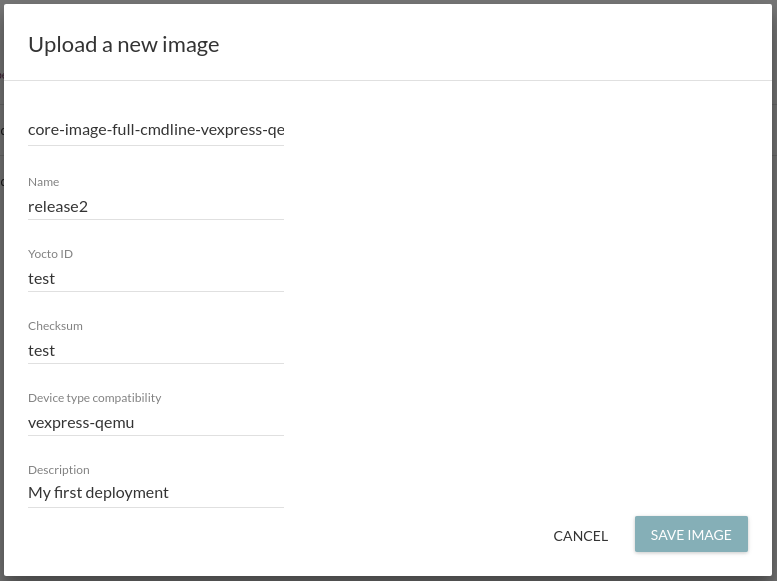 Upload a new image
core-image-full-cmdline-vexpress-qe
Name
release2
Yocto ID
test
Checksum
test
Device type compatibility
vexpress-qemu
Description
My first deployment
CANCEL
SAVE IMAGE